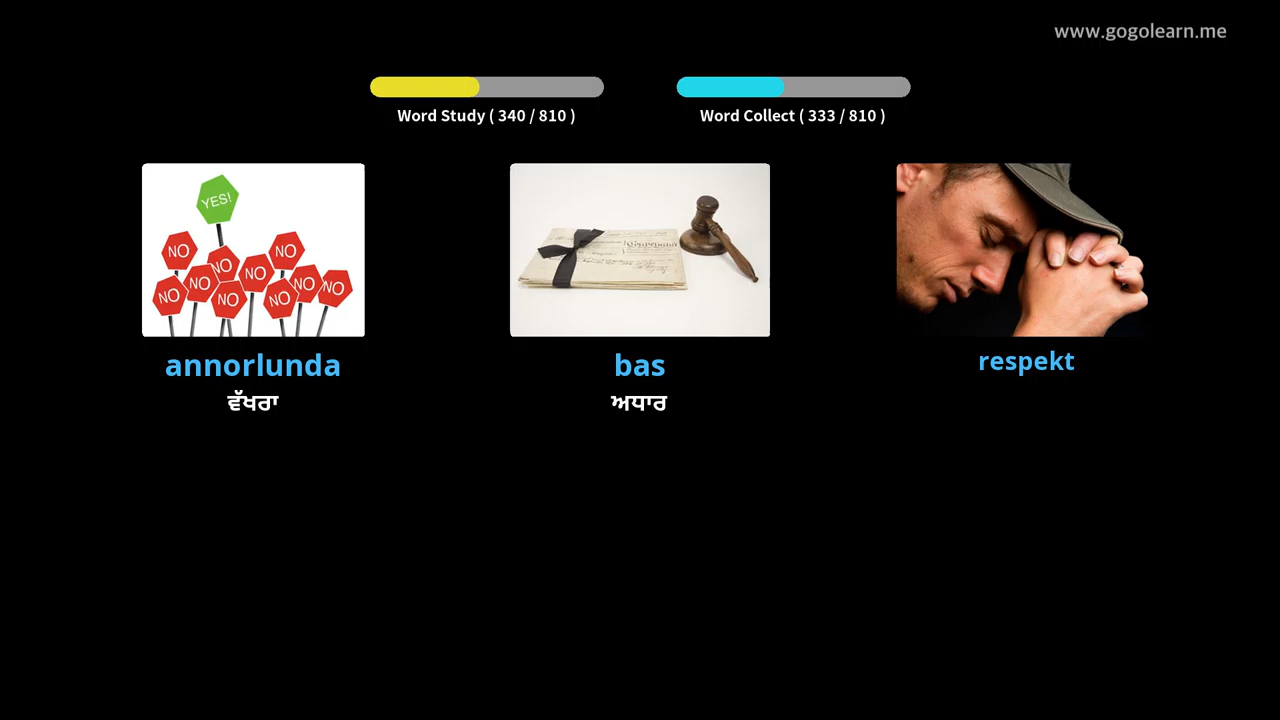 www.gogolearn.me
Word Study ( 340 / 810 )
Word Collect ( 333 / 810 )
YES!
NO
NO
NO
NO
NO
NO
NO
NO
NO
NO
annorlunda
ਵੱਖਰਾ
bas
ਅਧਾਰ
respekt